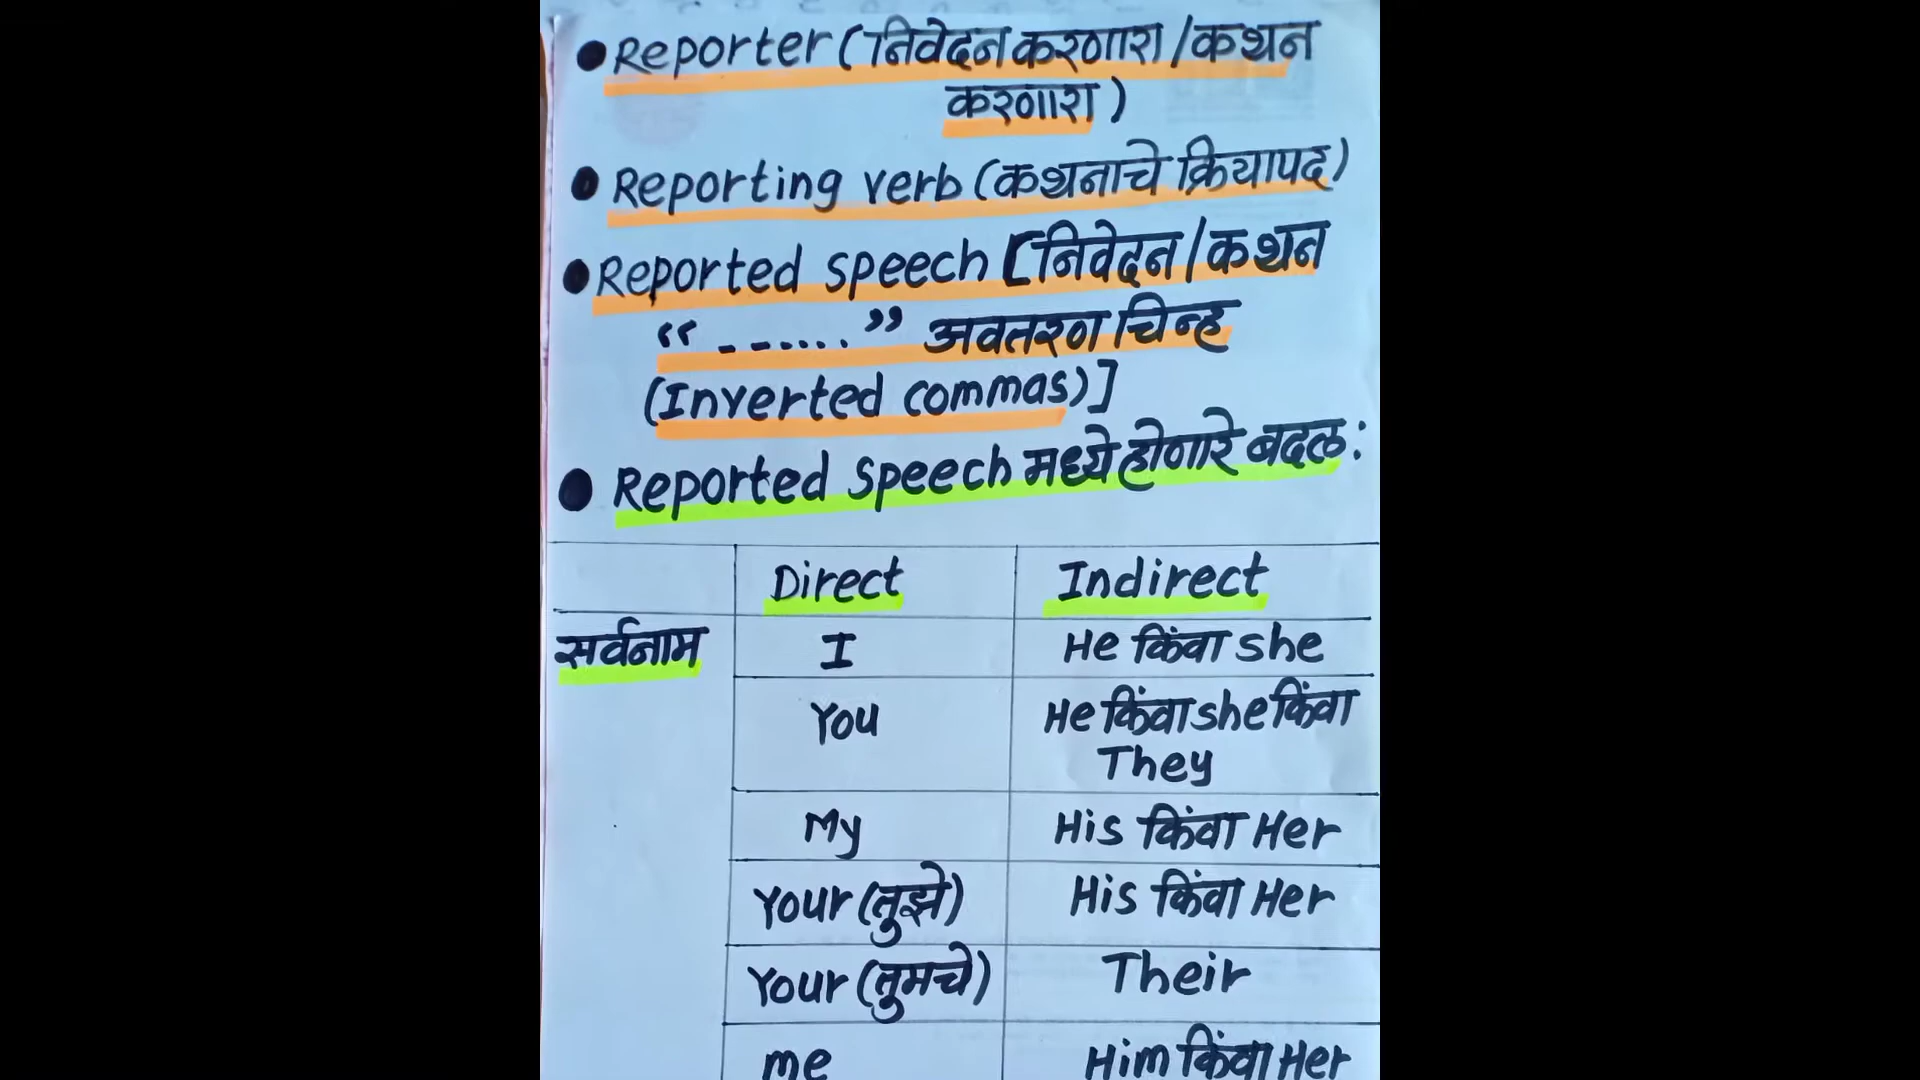 ● Reporter (निवेदन करणारा / कथन
करणारा )
● Reporting verb (कथनाचे क्रियापद)
● Reported speech [निवेदन / कथन
“ - - - ...... ” अवतरण चिन्ह
(Inverted commas)]
● Reported Speech मध्ये होणारे बदल:
Direct Indirect
सर्वनाम I He किंवा she
You He किंवा she किंवा
They
My His किंवा Her
Your (तुझे) His किंवा Her
Your (तुमचे) Their
me Him किंवा Her